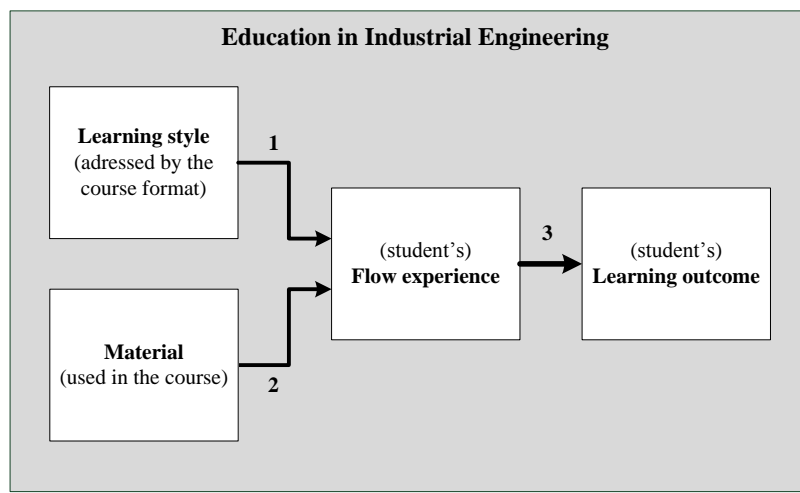 Education in Industrial Engineering
Learning style
(adressed by the
course format)
1
(student's)
Flow experience
3
(student's)
Learning outcome
Material
(used in the course)
2